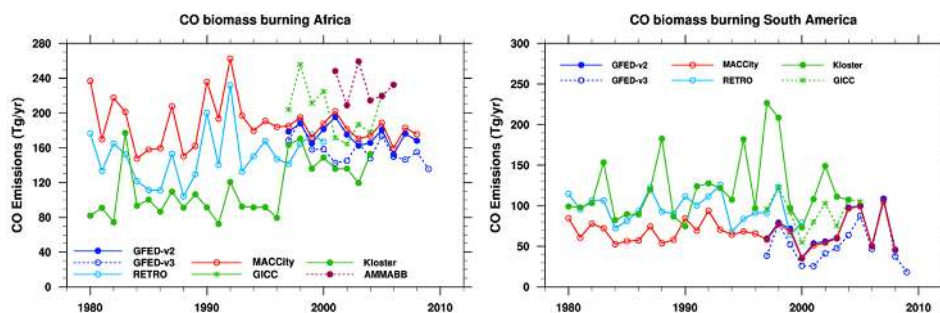 CO biomass burning Africa
CO Emissions (Tg/yr)
280
240
200
160
120
80
40
0
GFED-v2
GFED-v3 MACCity Kloster
RETRO GICC AMMABB
1980 1990 2000 2010
CO biomass burning South America
CO Emissions (Tg/yr)
300
250
200
150
100
50
0
GFED-v2 MACCity Kloster
GFED-v3 RETRO GICC
1980 1990 2000 2010